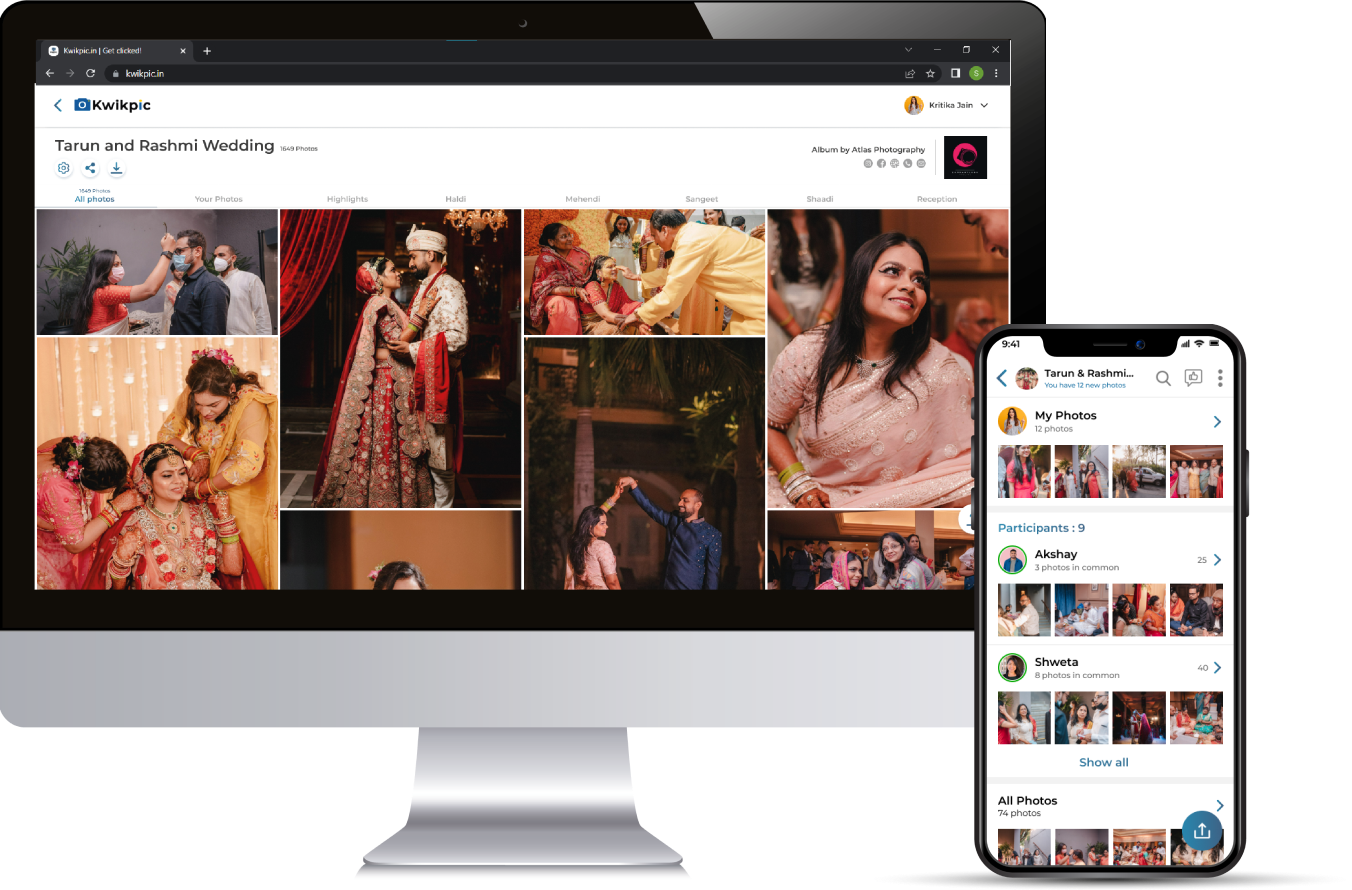 Kwikpic.in | Get clicked!
kwikpic.in
S
Kwikpic
Kritika Jain
Tarun and Rashmi Wedding
1649 Photos
Album by Atlas Photography
1649 Photos
All photos
Your Photos
Highlights
Haldi
Mehendi
Sangeet
Shaadi
Reception
9:41
Tarun & Rashmi...
You have 12 new photos
My Photos
12 photos
Participants : 9
Akshay
3 photos in common
25
Shweta
8 photos in common
40
Show all
All Photos
74 photos